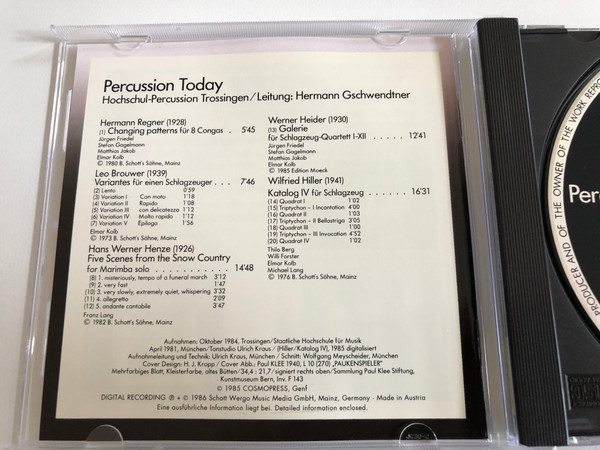 Percussion Today
Hochschul-Percussion Trossingen/Leitung: Hermann Gschwendtner
Hermann Regner (1928)
(1) Changing patterns für 8 Congas . 5'45
Jürgen Friedel
Stefan Gagelmann
Matthias Jakob
Elmar Kolb
© 1980 B. Schott's Söhne, Mainz
Leo Brouwer (1939)
Variantes für einen Schlagzeuger . . 7'46
(2) Lento 0'59
(3) Variation I Con moto 1'18
(4) Variation II Rapido 1'08
(5) Variation III con delicatezza 1'12
(6) Variation IV Molto rapido 1'12
(7) Variation V Epilogo 1'56
Elmar Kolb
© 1973 B. Schott's Söhne, Mainz
Hans Werner Henze (1926)
Five Scenes from the Snow Country
for Marimba solo . . . . . . . . . . . 14'48
(8) 1. misteriously, tempo of a funeral march 3'12
(9) 2. very fast 1'47
(10) 3. very slowly, extremely quiet, whispering 3'32
(11) 4. allegretto 2'09
(12) 5. andante cantabile 3'47
Franz Lang
© 1982 B. Schott's Söhne, Mainz
Werner Heider (1930)
(13) Galerie
für Schlagzeug-Quartett I-XII . . . . . 12'41
Jürgen Friedel
Stefan Gagelmann
Matthias Jakob
Elmar Kolb
© 1985 Edition Moeck
Wilfried Hiller (1941)
Katalog IV für Schlagzeug . . . . . . 16'31
(14) Quadrat I 1'02
(15) Triptychon – I Incantation 4'00
(16) Quadrat II 1'03
(17) Triptychon – II Bellastriga 3'05
(18) Quadrat III 1'00
(19) Triptychon – III Invocation 4'52
(20) Quadrat IV 1'02
Thilo Berg
Willi Forster
Elmar Kolb
Michael Lang
© 1976 B. Schott's Söhne, Mainz
Aufnahmen: Oktober 1984, Trossingen/Staatliche Hochschule für Musik
April 1981, München/Tonstudio Ulrich Kraus / (Hiller/Katalog IV), 1985 digitalisiert
Aufnahmeleitung und Technik: Ulrich Kraus, München / Schnitt: Wolfgang Meyscheider, München
Cover Design: H. J. Kropp / Cover Abb.: Paul KLEE 1940, L 10 (270) „PAUKENSPIELER"
Mehrfarbiges Blatt, Kleisterfarbe, altes Bütten/34,4 : 21,7/signiert rechts oben/Sammlung Paul Klee Stiftung,
Kunstmuseum Bern, Inv. F 143
© 1985 COSMOPRESS, Genf
DIGITAL RECORDING ℗ + © 1986 Schott Wergo Music Media GmbH, Mainz, Germany · Made in Austria
Eine ausführliche Information liegt bei. Detailed information enclosed.
PRODUCER AND OF THE OWNER OF THE WORK REPRO
Per